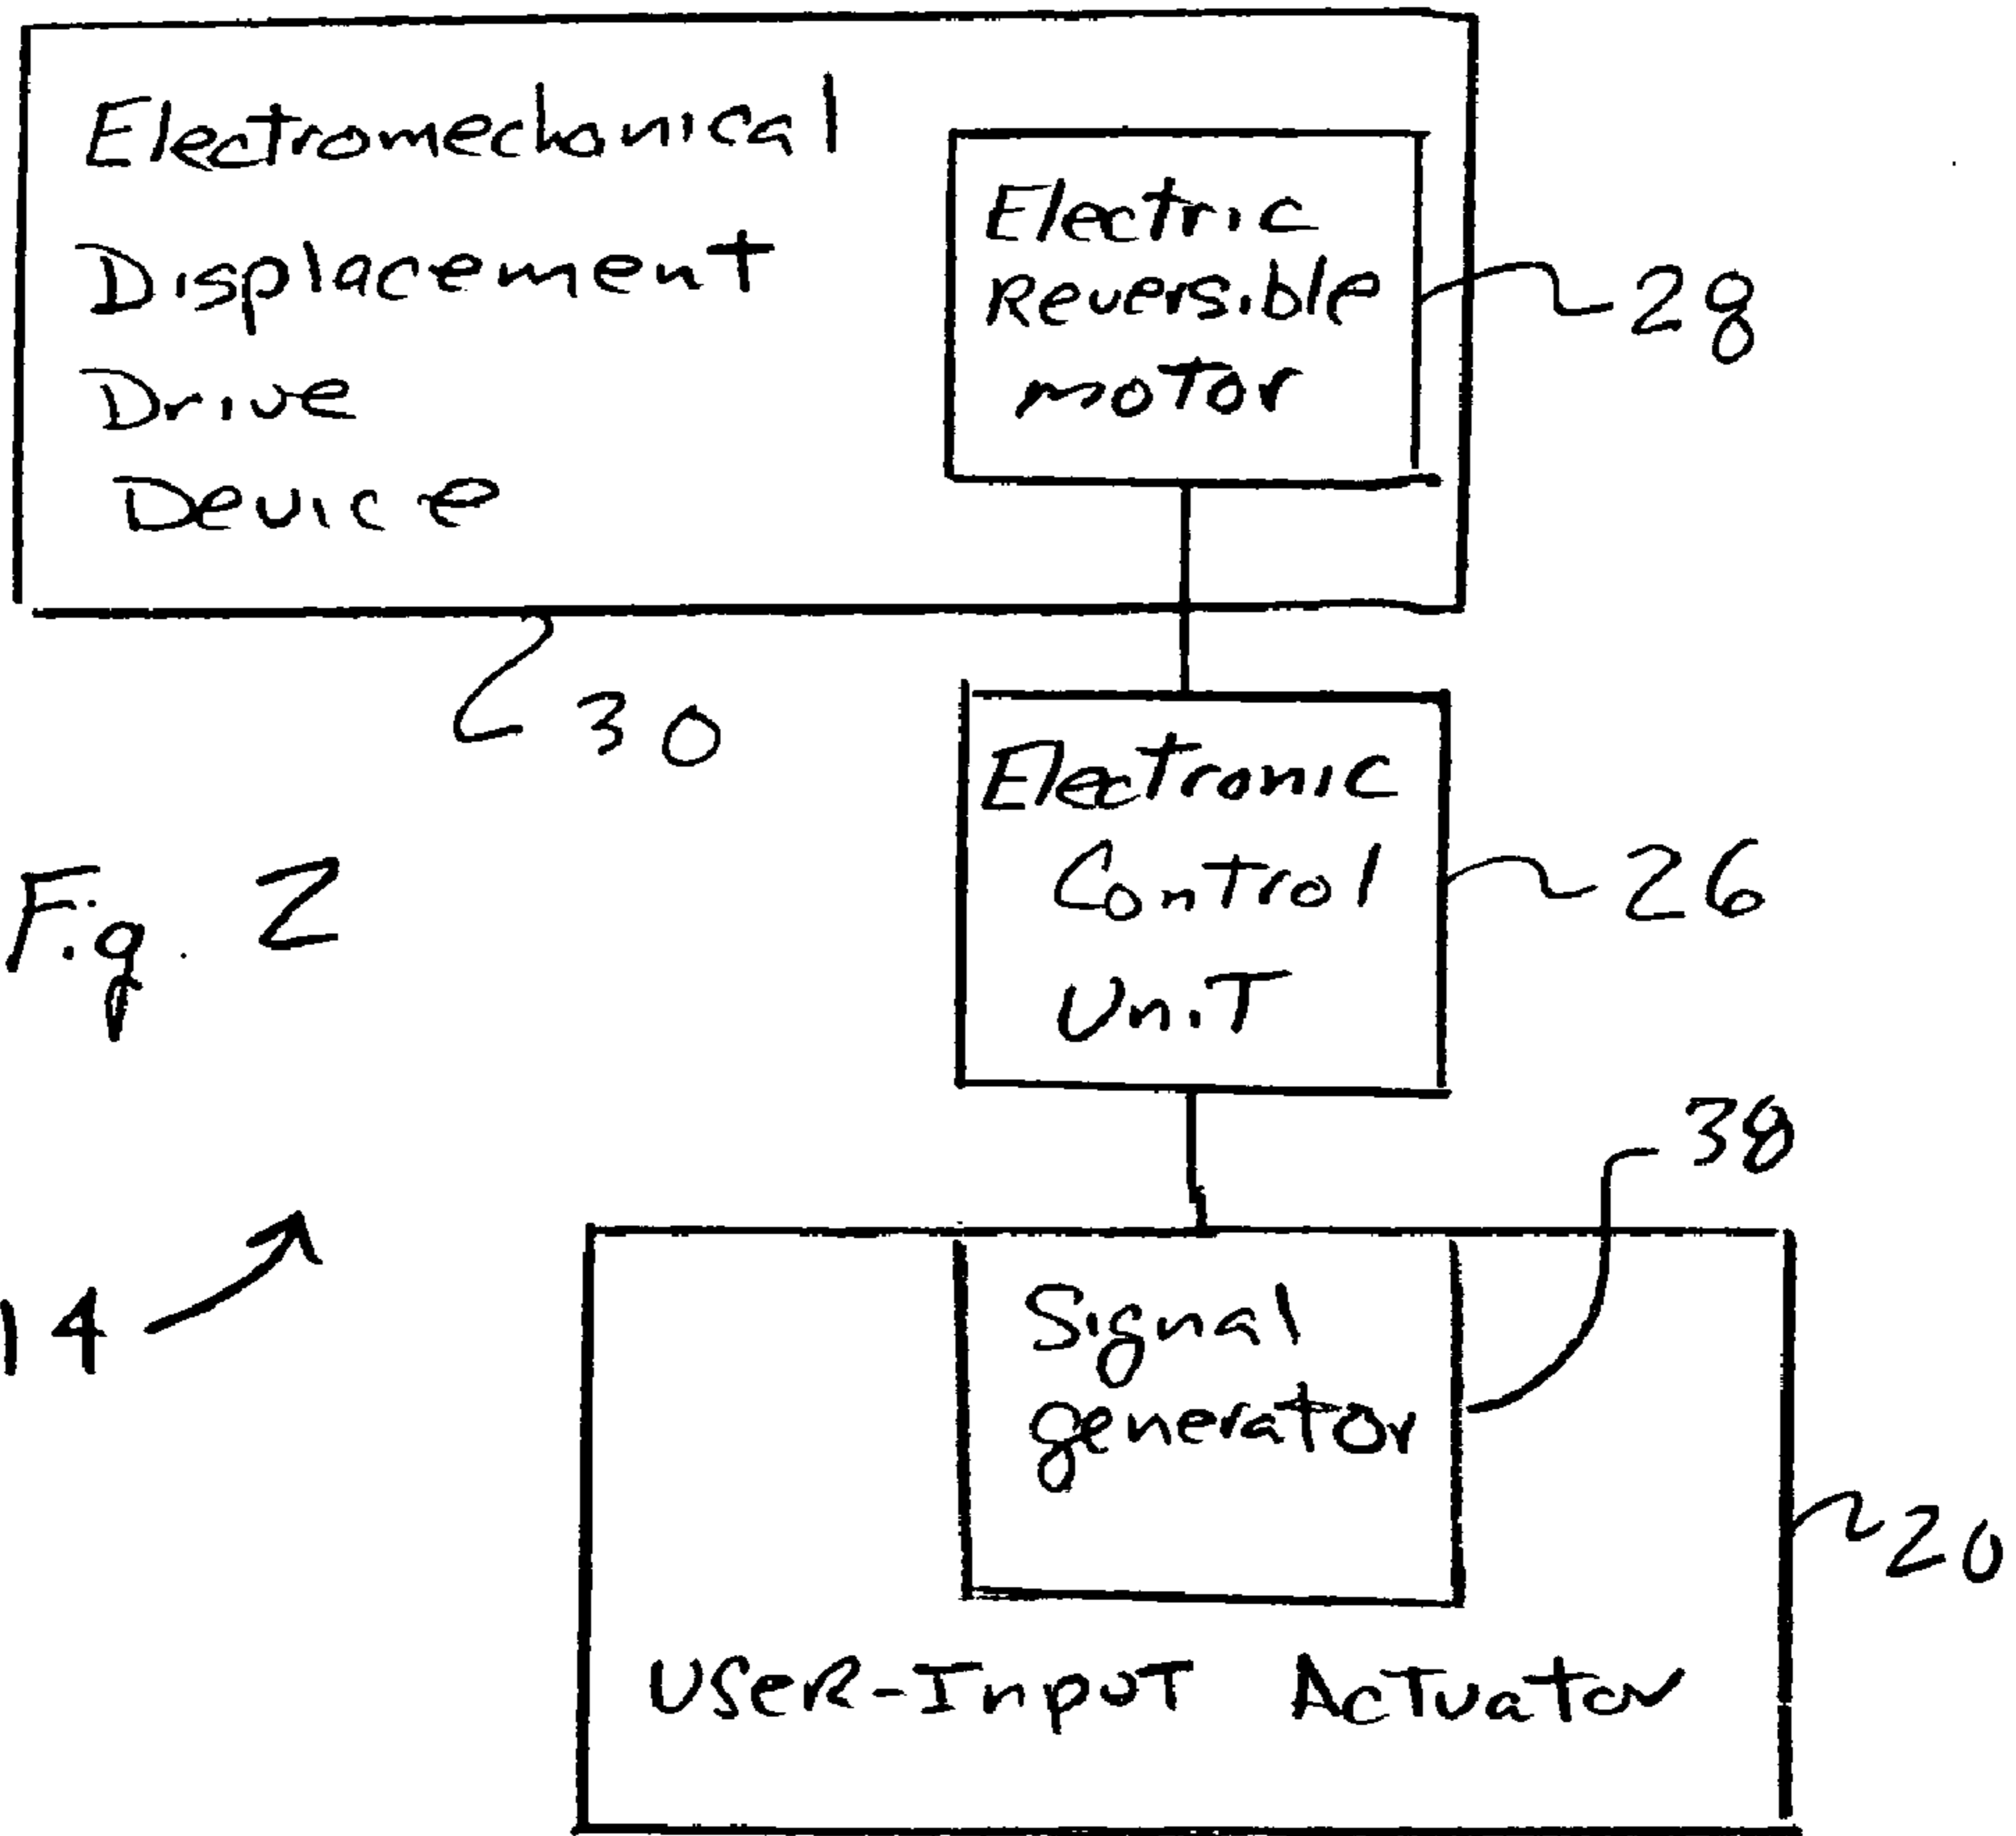 Electromechanical
Displacement
Drive
Device
Electric
Reversible
motor
28
30
Electronic
Control
Unit
26
Fig. 2
38
14
Signal
generator
20
User-Input Actuator